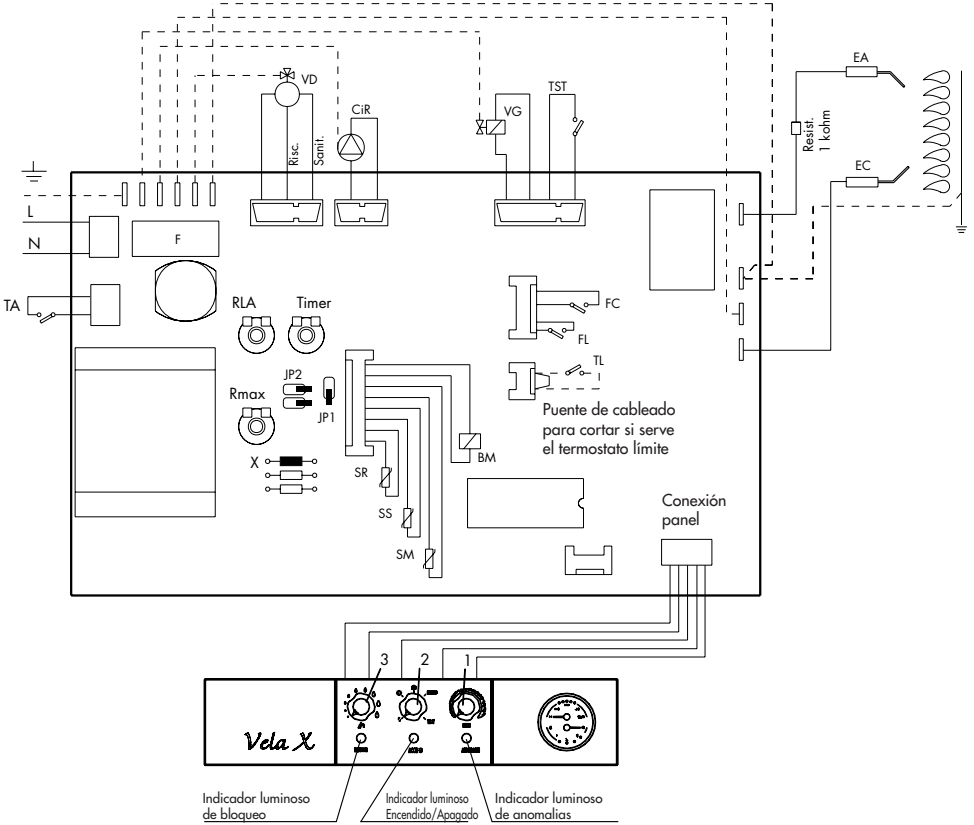 EA
VD
TST
CiR
VG
Risc.
Sanit.
Resist.
1 kohm
EC
L
N
F
TA
RLA
Timer
FC
FL
TL
JP2
JP1
Rmax
Puente de cableado
para cortar si serve
el termostato límite
X
SR
BM
SS
SM
Conexión
panel
3
2
1
Vela X
Indicador luminoso
de bloqueo
Indicador luminoso
Encendido/Apagado
Indicador luminoso
de anomalias